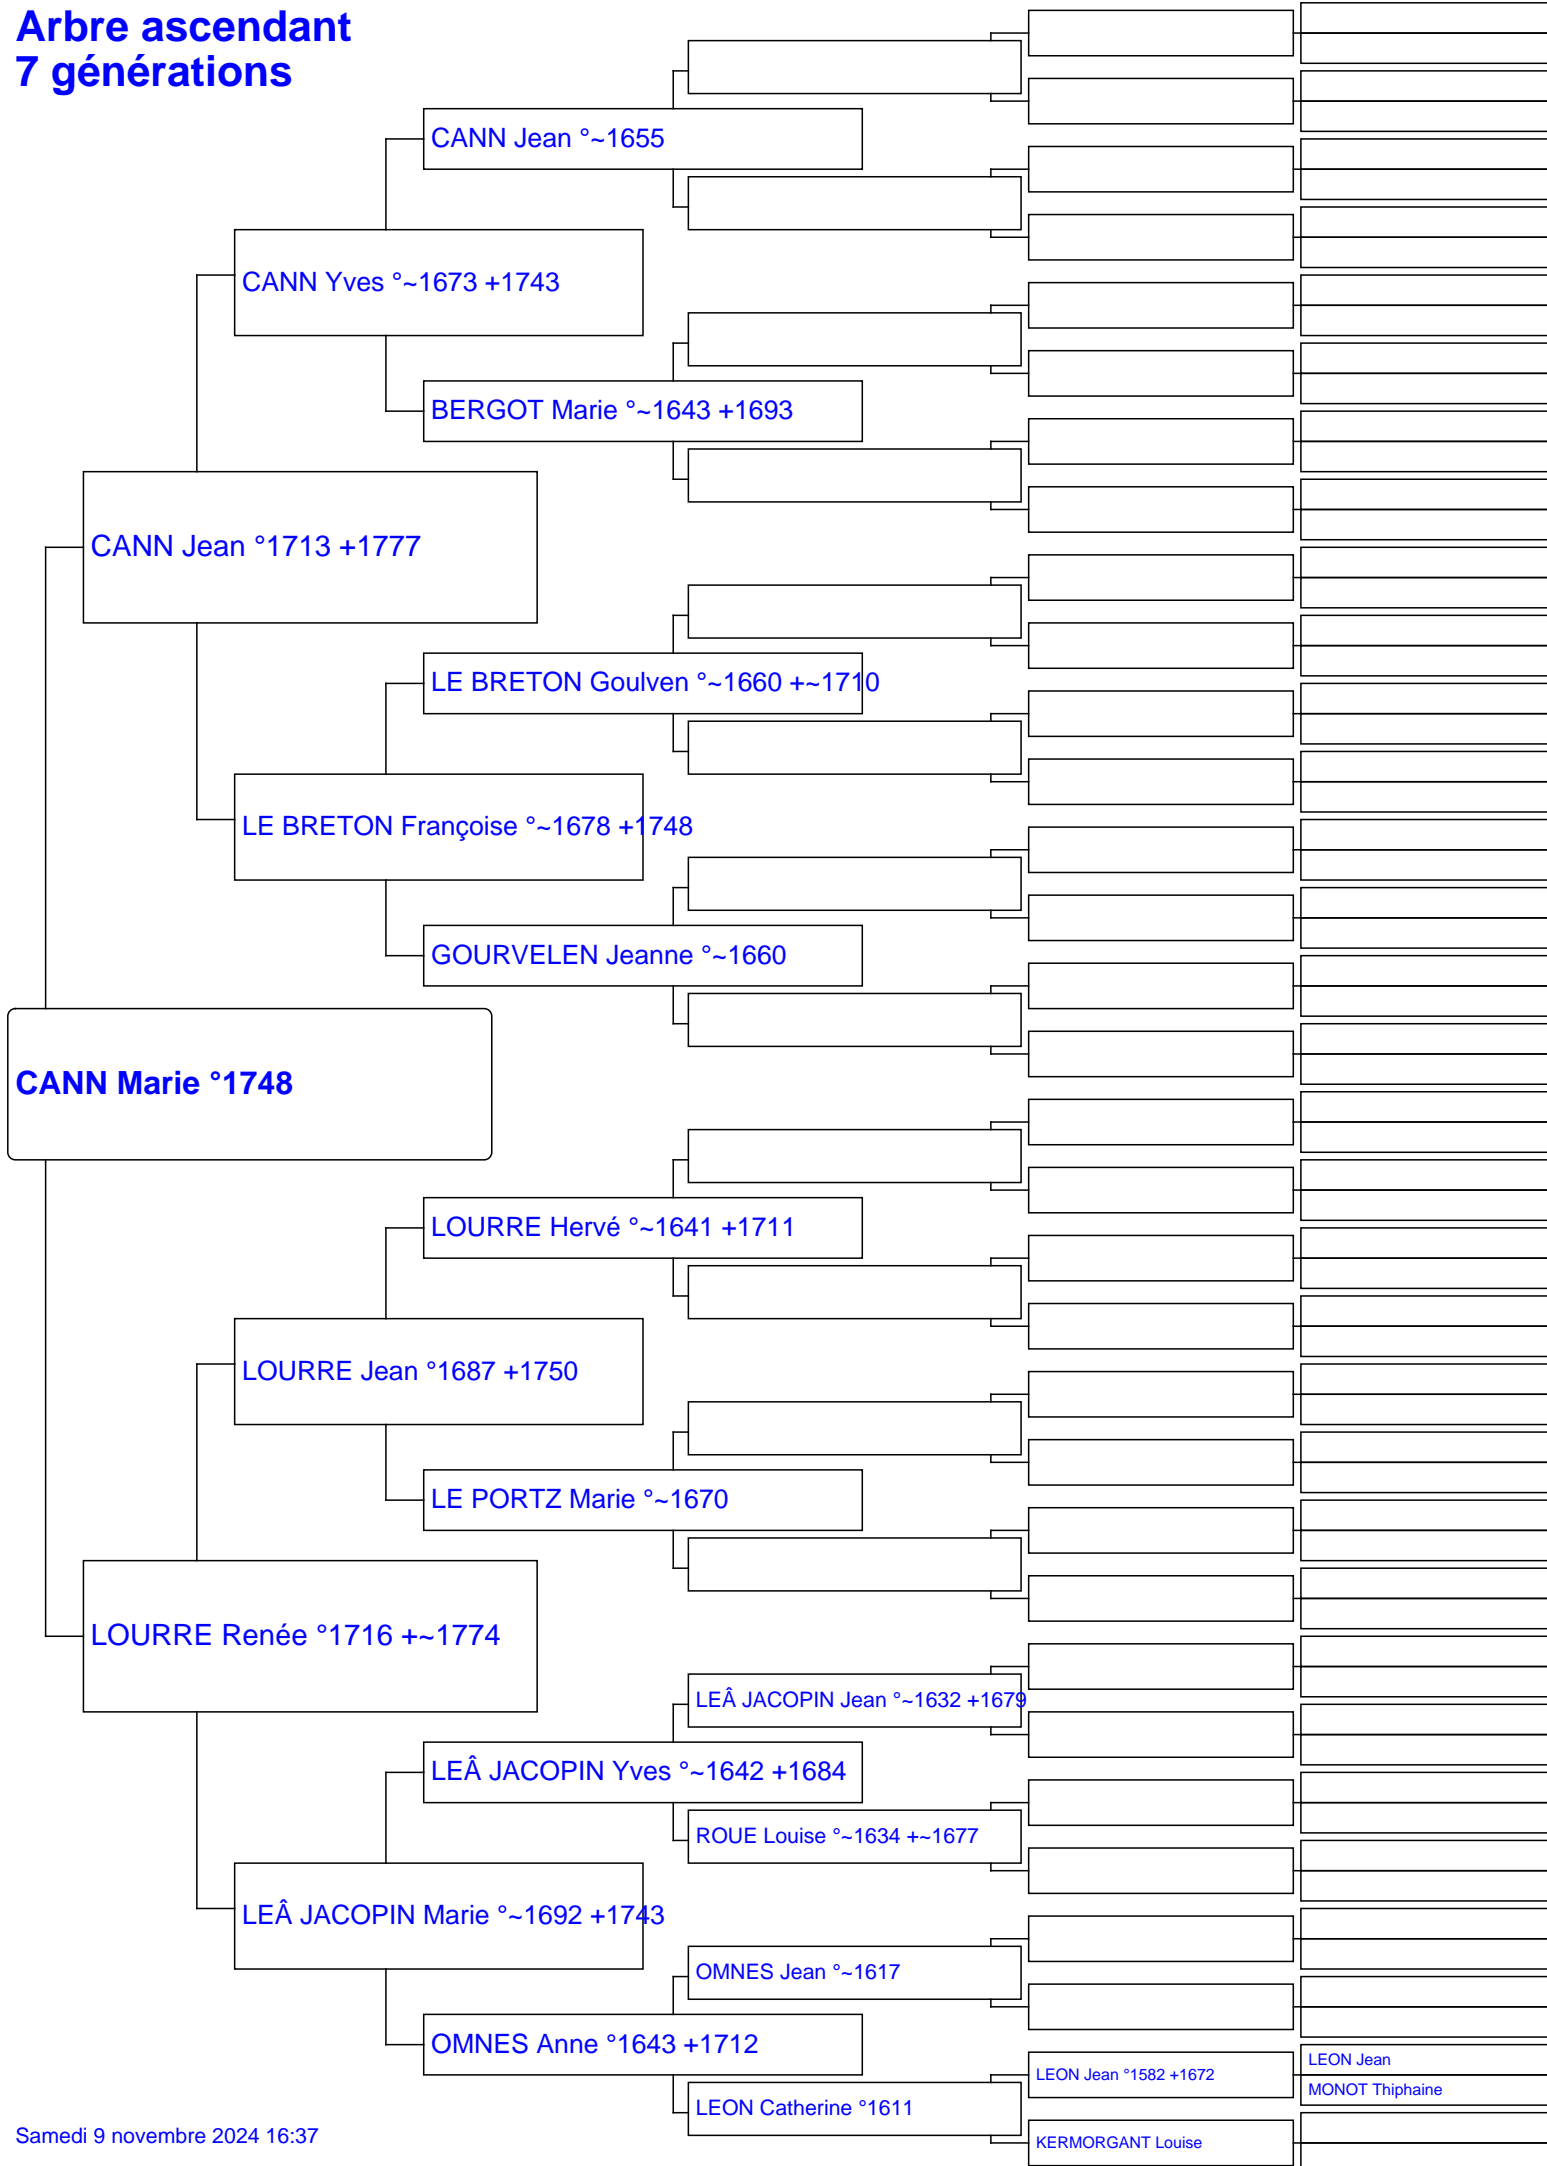 Arbre ascendant
7 générations
CANN Jean °~1655
CANN Yves °~1673 +1743
BERGOT Marie °~1643 +1693
CANN Jean °1713 +1777
LE BRETON Goulven °~1660 +~1710
LE BRETON Françoise °~1678 +1748
GOURVELEN Jeanne °~1660
CANN Marie °1748
LOURRE Hervé °~1641 +1711
LOURRE Jean °1687 +1750
LE PORTZ Marie °~1670
LOURRE Renée °1716 +~1774
LEÂ JACOPIN Jean °~1632 +1679
LEÂ JACOPIN Yves °~1642 +1684
ROUE Louise °~1634 +~1677
LEÂ JACOPIN Marie °~1692 +1743
OMNES Jean °~1617
OMNES Anne °1643 +1712
LEON Jean
LEON Jean °1582 +1672
MONOT Thiphaine
LEON Catherine °1611
KERMORGANT Louise
Samedi 9 novembre 2024 16:37